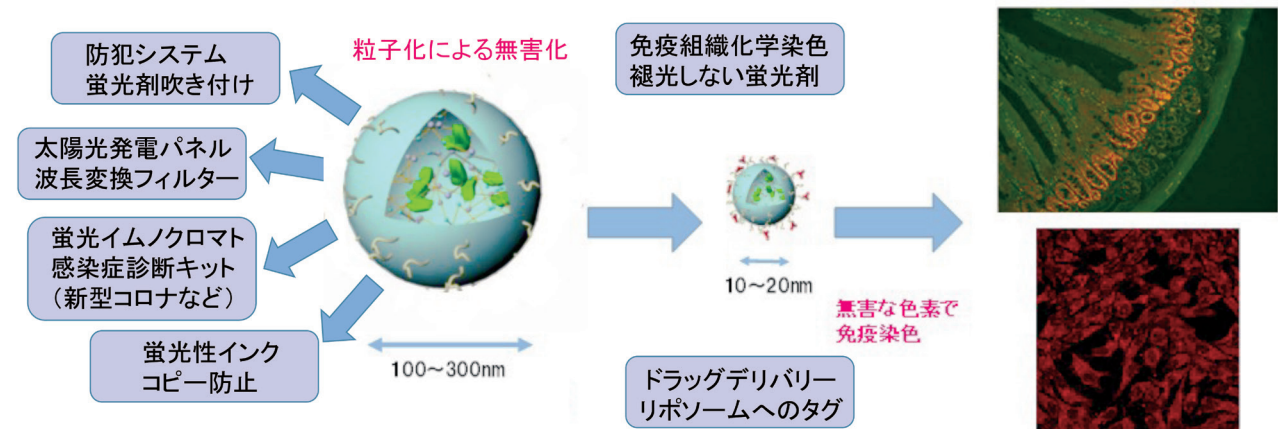 防犯システム
蛍光剤吹き付け
太陽光発電パネル
波長変換フィルター
蛍光イムノクロマト
感染症診断キット
（新型コロナなど）
蛍光性インク
コピー防止
粒子化による無害化
100～300nm
免疫組織化学染色
褪光しない蛍光剤
10～20nm
無害な色素で
免疫染色
ドラッグデリバリー
リポソームへのタグ